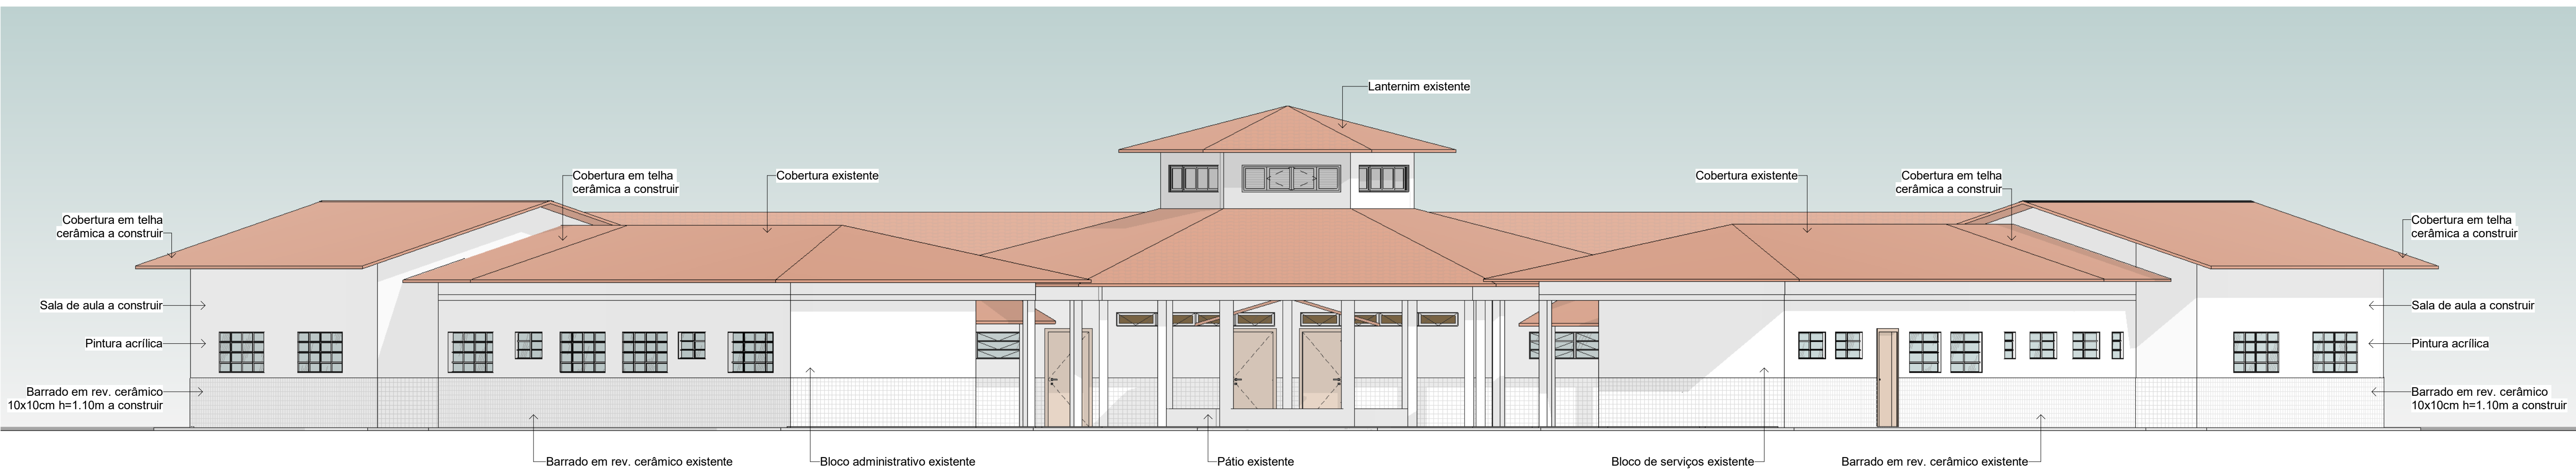 Lanternim existente
Cobertura em telha
cerâmica a construir
Cobertura existente
Cobertura existente
Cobertura em telha
cerâmica a construir
Cobertura em telha
cerâmica a construir
Cobertura em telha
cerâmica a construir
Sala de aula a construir
Sala de aula a construir
Pintura acrílica
Pintura acrílica
Barrado em rev. cerâmico
10x10cm h=1.10m a construir
Barrado em rev. cerâmico
10x10cm h=1.10m a construir
Barrado em rev. cerâmico existente
Bloco administrativo existente
Pátio existente
Bloco de serviços existente
Barrado em rev. cerâmico existente